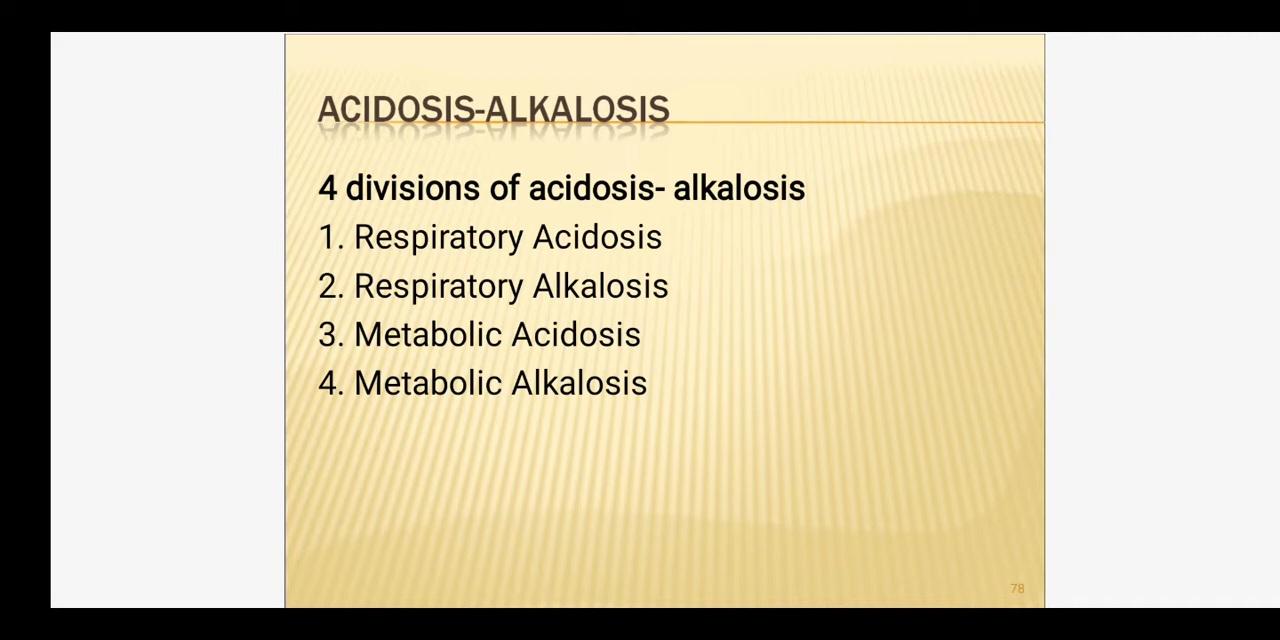 ACIDOSIS-ALKALOSIS
4 divisions of acidosis- alkalosis
1. Respiratory Acidosis
2. Respiratory Alkalosis
3. Metabolic Acidosis
4. Metabolic Alkalosis
78